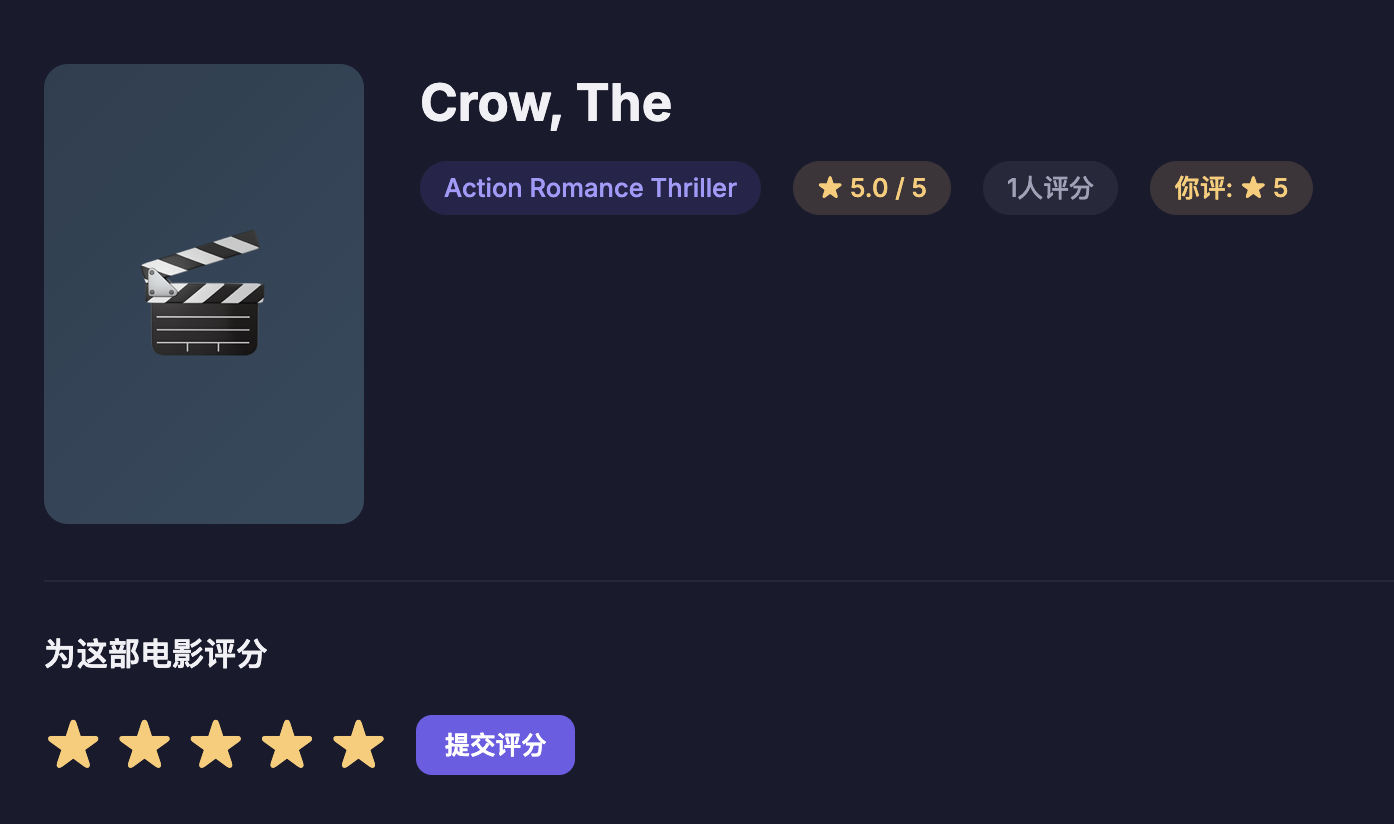 Crow, The
Action Romance Thriller ★ 5.0 / 5 1人评分 你评: ★ 5
为这部电影评分
提交评分